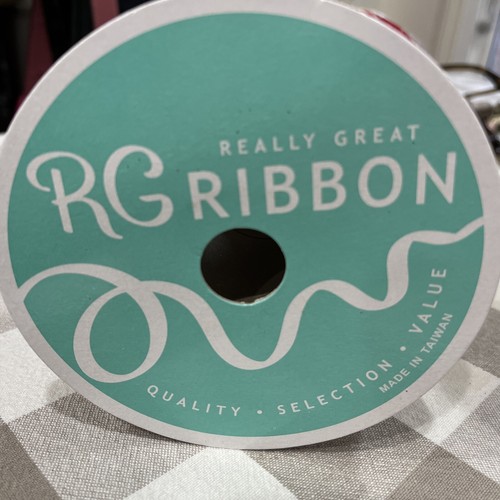 REALLY GREAT
RG RIBBON
QUALITY • SELECTION • VALUE
MADE IN TAIWAN